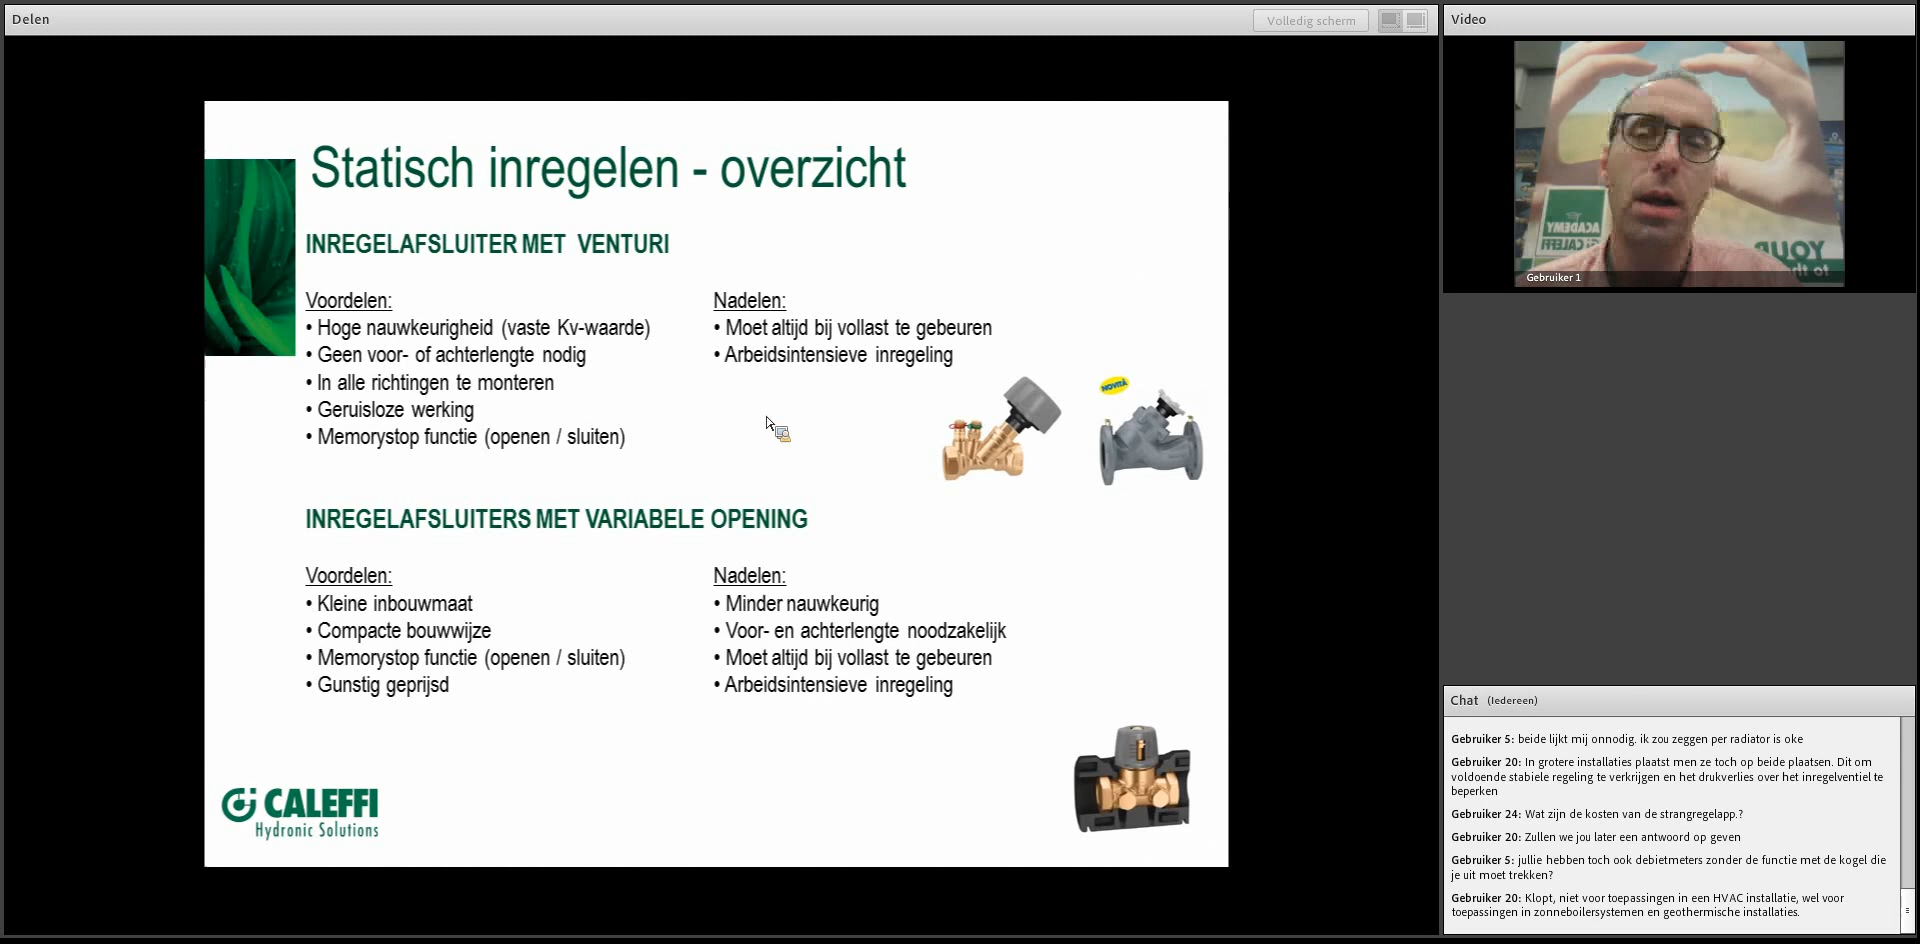 Delen
Volledig scherm
Video
Statisch inregelen - overzicht
INREGELAFSLUITER MET VENTURI
Voordelen:
• Hoge nauwkeurigheid (vaste Kv-waarde)
• Geen voor- of achterlengte nodig
• In alle richtingen te monteren
• Geruisloze werking
• Memorystop functie (openen / sluiten)
Nadelen:
• Moet altijd bij vollast te gebeuren
• Arbeidsintensieve inregeling
NOVITÀ
INREGELAFSLUITERS MET VARIABELE OPENING
Voordelen:
• Kleine inbouwmaat
• Compacte bouwwijze
• Memorystop functie (openen / sluiten)
• Gunstig geprijsd
Nadelen:
• Minder nauwkeurig
• Voor- en achterlengte noodzakelijk
• Moet altijd bij vollast te gebeuren
• Arbeidsintensieve inregeling
CALEFFI
Hydronic Solutions
ACADEMY
CALEFFI
YOUR
to th
Gebruiker 1
Chat (Iedereen)
Gebruiker 5: beide lijkt mij onnodig. ik zou zeggen per radiator is oke
Gebruiker 20: In grotere installaties plaatst men ze toch op beide plaatsen. Dit om
voldoende stabiele regeling te verkrijgen en het drukverlies over het inregelventiel te
beperken
Gebruiker 24: Wat zijn de kosten van de strangregelapp.?
Gebruiker 20: Zullen we jou later een antwoord op geven
Gebruiker 5: jullie hebben toch ook debietmeters zonder de functie met de kogel die
je uit moet trekken?
Gebruiker 20: Klopt, niet voor toepassingen in een HVAC installatie, wel voor
toepassingen in zonneboilersystemen en geothermische installaties.